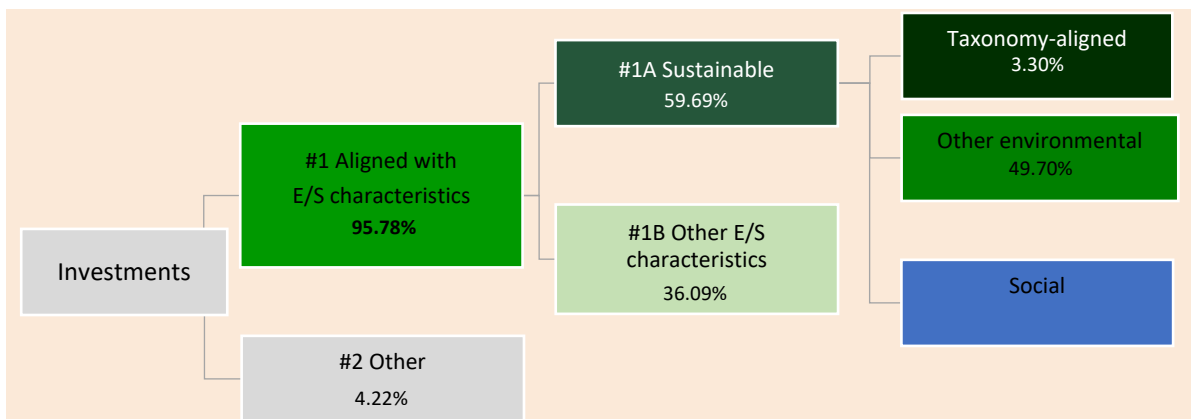 Investments
#1 Aligned with
E/S characteristics
95.78%
#2 Other
4.22%
#1A Sustainable
59.69%
#1B Other E/S
characteristics
36.09%
Taxonomy-aligned
3.30%
Other environmental
49.70%
Social